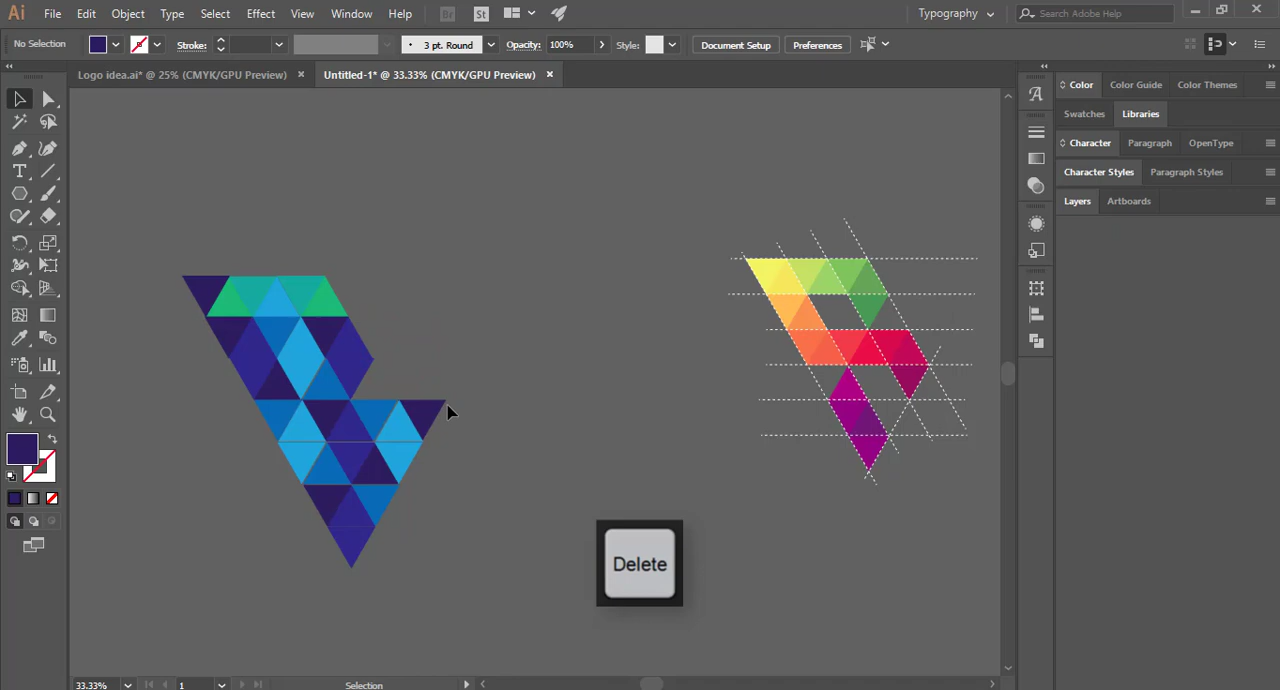 Ai File Edit Object Type Select Effect View Window Help Br St Typography Search Adobe Help
No Selection Stroke: 3 pt. Round Opacity: 100% Style: Document Setup Preferences
Logo idea.ai* @ 25% (CMYK/GPU Preview) × Untitled-1* @ 33.33% (CMYK/GPU Preview) ×
Color Color Guide Color Themes
Swatches Libraries
Character Paragraph OpenType
Character Styles Paragraph Styles
Layers Artboards
Delete
33.33% 1 Selection